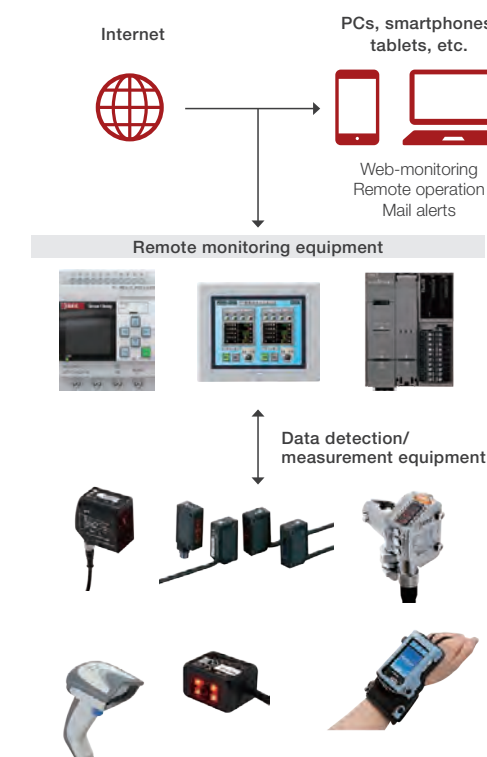 Internet
PCs, smartphones
tablets, etc.
Web-monitoring
Remote operation
Mail alerts
Remote monitoring equipment
Data detection/
measurement equipment